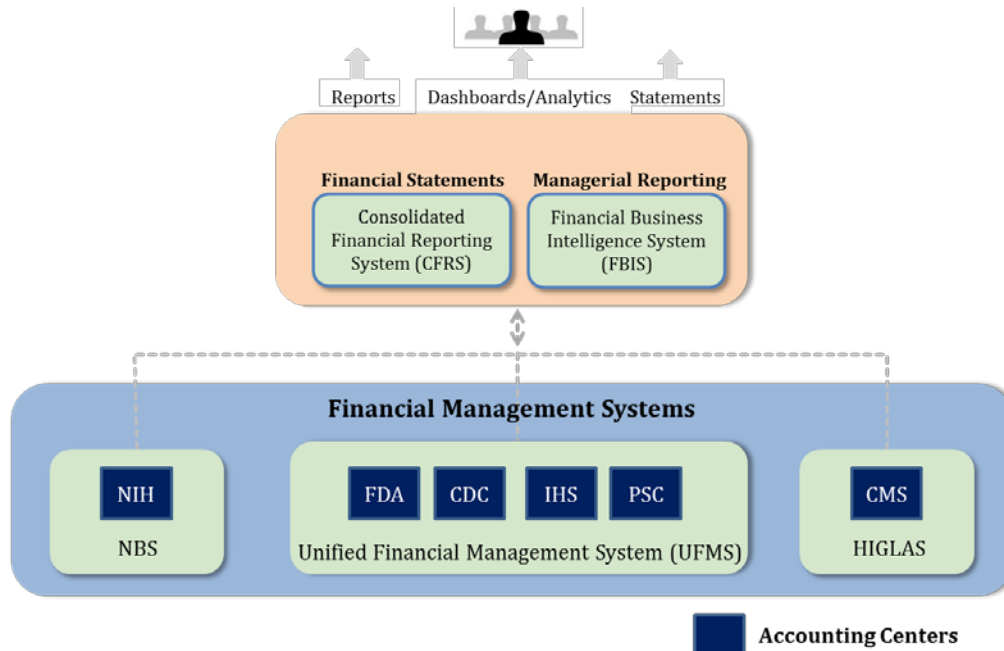 Reports
Dashboards/Analytics
Statements
Financial Statements
Managerial Reporting
Consolidated
Financial Reporting
System (CFRS)
Financial Business
Intelligence System
(FBIS)
Financial Management Systems
NIH
NBS
FDA
CDC
IHS
PSC
Unified Financial Management System (UFMS)
CMS
HIGLAS
Accounting Centers